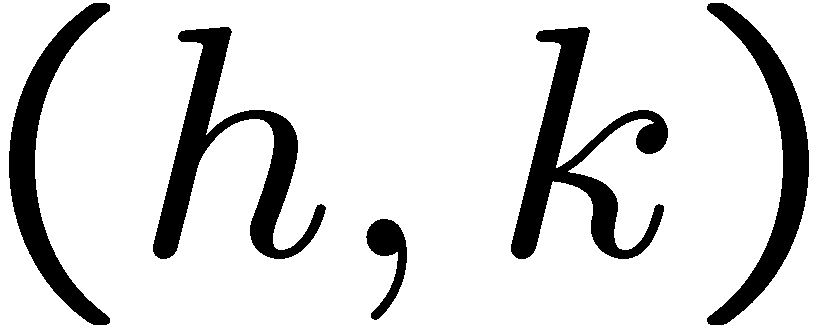 (h, k)